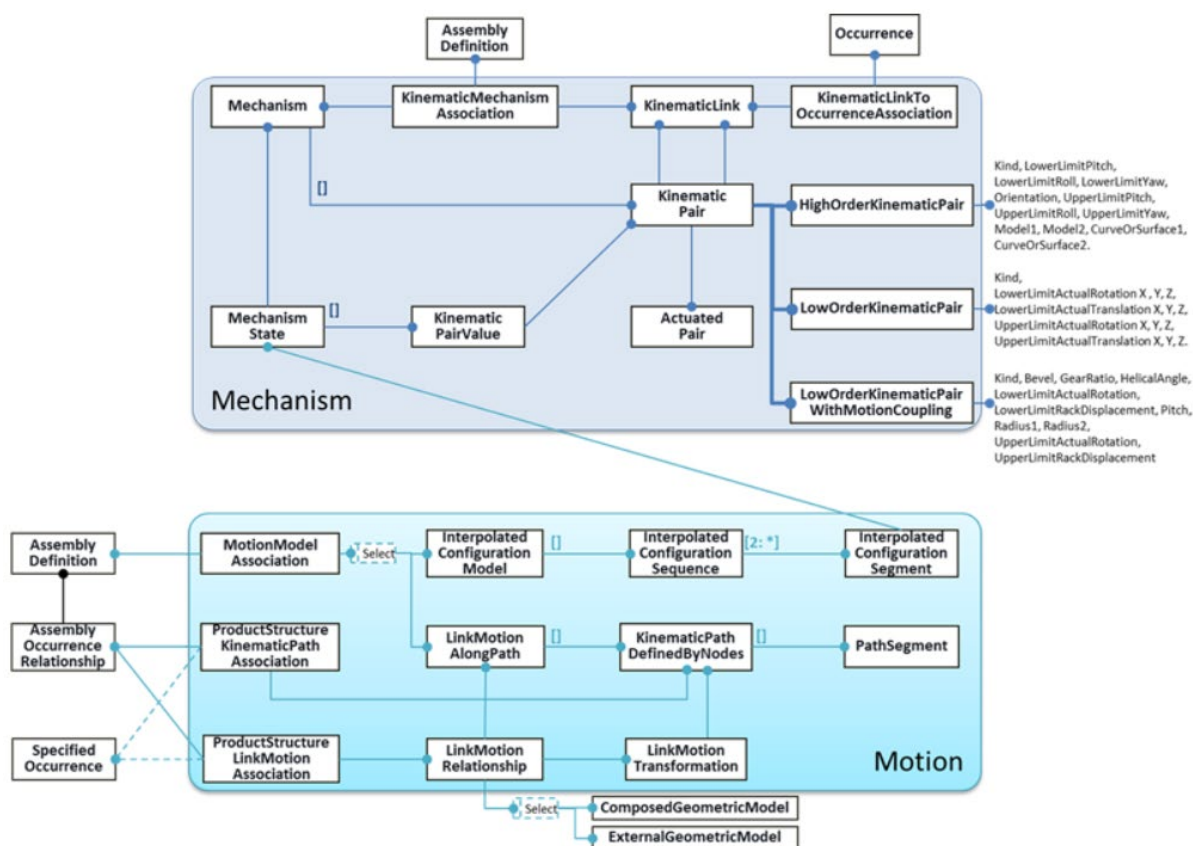 Assembly
Definition
Occurrence
Mechanism
KinematicMechanism
Association
KinematicLink
KinematicLinkTo
OccurrenceAssociation
[]
Kinematic
Pair
HighOrderKinematicPair
Kind, LowerLimitPitch,
LowerLimitRoll, LowerLimitYaw,
Orientation, UpperLimitPitch,
UpperLimitRoll, UpperLimitYaw,
Model1, Model2, CurveOrSurface1,
CurveOrSurface2.
Mechanism
State
[]
Kinematic
PairValue
Actuated
Pair
LowOrderKinematicPair
Kind,
LowerLimitActualRotation X , Y, Z,
LowerLimitActualTranslation X, Y, Z,
UpperLimitActualRotation X, Y, Z,
UpperLimitActualTranslation X, Y, Z.
Mechanism
LowOrderKinematicPair
WithMotionCoupling
Kind, Bevel, GearRatio, HelicalAngle,
LowerLimitActualRotation,
LowerLimitRackDisplacement, Pitch,
Radius1, Radius2,
UpperLimitActualRotation,
UpperLimitRackDisplacement
Assembly
Definition
MotionModel
Association
Select
Interpolated
Configuration
Model
[]
Interpolated
Configuration
Sequence
[2: *]
Interpolated
Configuration
Segment
Assembly
Occurrence
Relationship
ProductStructure
KinematicPath
Association
LinkMotion
AlongPath
[]
KinematicPath
DefinedByNodes
[]
PathSegment
Specified
Occurrence
ProductStructure
LinkMotion
Association
LinkMotion
Relationship
LinkMotion
Transformation
Motion
Select
ComposedGeometricModel
ExternalGeometricModel